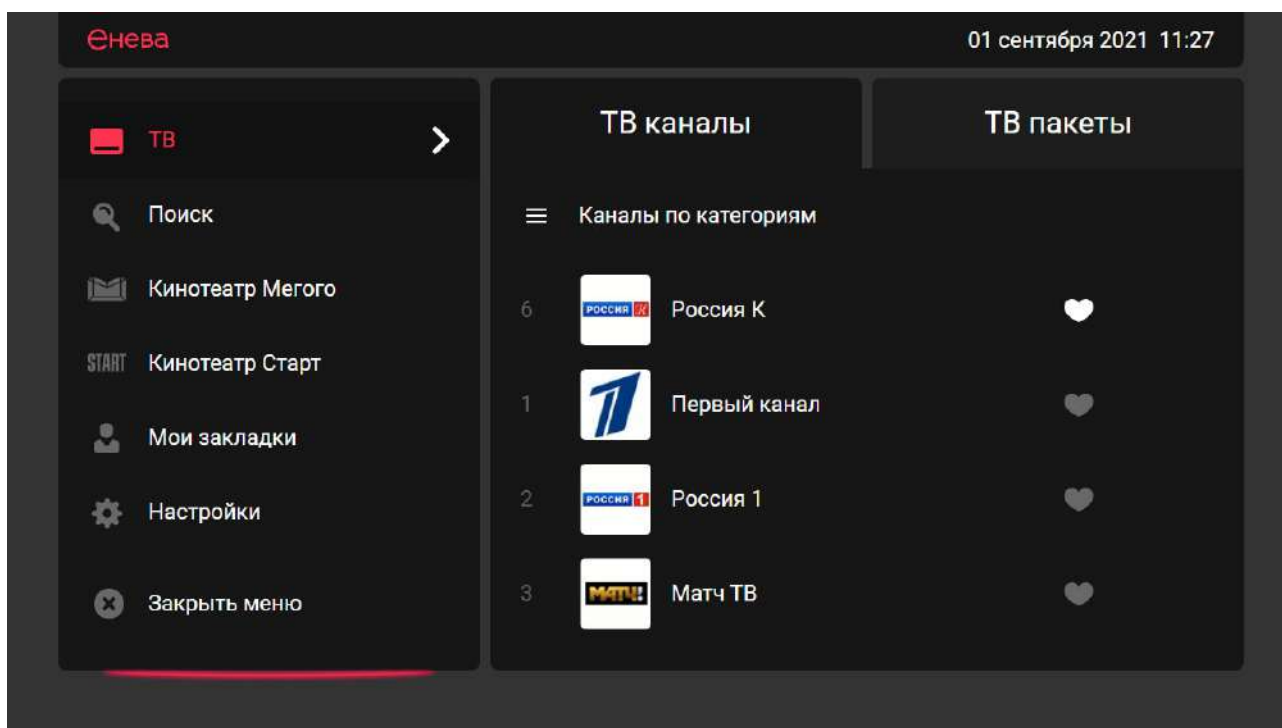 енева
01 сентября 2021 11:27
ТВ
Поиск
Кинотеатр Мегого
START Кинотеатр Старт
Мои закладки
Настройки
Закрыть меню
ТВ каналы
ТВ пакеты
Каналы по категориям
6 РОССИЯ К Россия К
1 Первый канал
2 РОССИЯ 1 Россия 1
3 МАТЧ! Матч ТВ